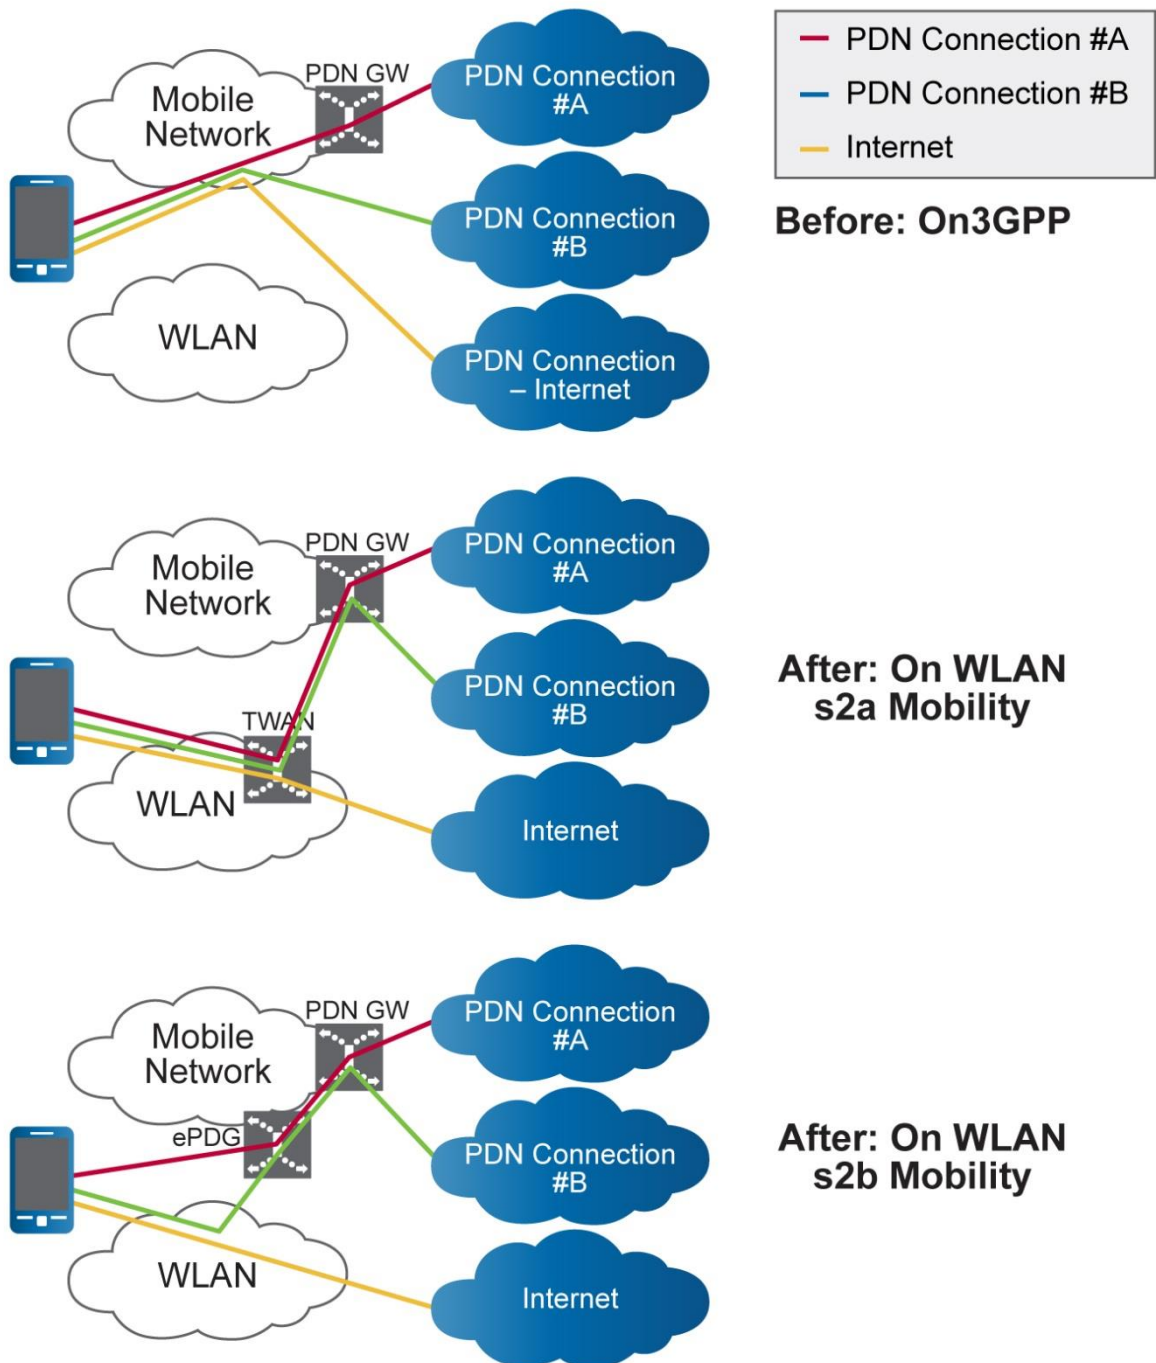 PDN Connection #A
PDN Connection #B
Internet
Before: On3GPP
Mobile
Network
PDN GW
WLAN
PDN Connection
#A
PDN Connection
#B
PDN Connection
– Internet
Mobile
Network
PDN GW
TWAN
WLAN
PDN Connection
#A
PDN Connection
#B
Internet
After: On WLAN
s2a Mobility
Mobile
Network
PDN GW
ePDG
WLAN
PDN Connection
#A
PDN Connection
#B
Internet
After: On WLAN
s2b Mobility